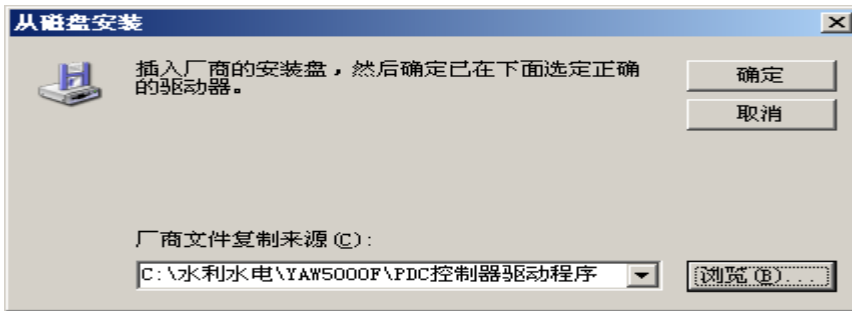 从磁盘安装
插入厂商的安装盘，然后确定已在下面选定正确
的驱动器。
确定
取消
厂商文件复制来源(C):
C:\水利水电\YAW5000F\PDC控制器驱动程序
浏览(B)...